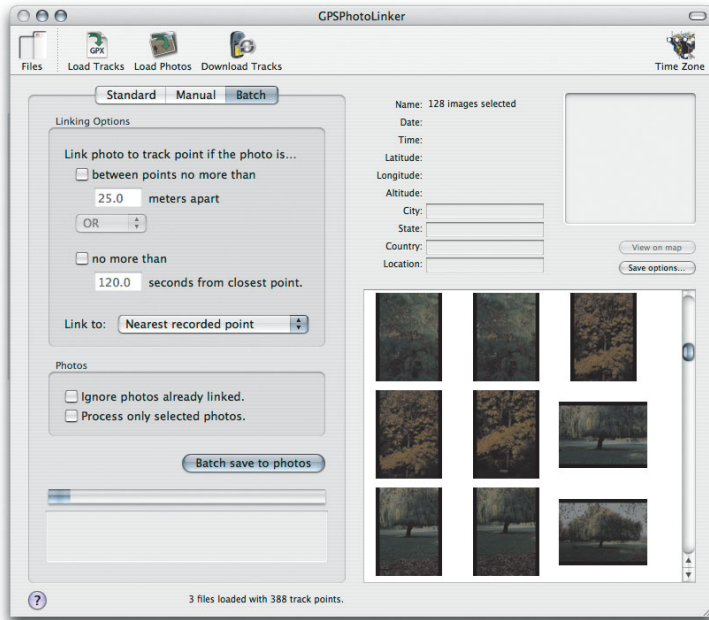 GPSPhotoLinker
GPX
Files
Load Tracks
Load Photos
Download Tracks
Time Zone
Standard
Manual
Batch
Linking Options
Link photo to track point if the photo is...
between points no more than
25.0 meters apart
OR
no more than
120.0 seconds from closest point.
Link to: Nearest recorded point
Photos
Ignore photos already linked.
Process only selected photos.
Batch save to photos
Name: 128 images selected
Date:
Time:
Latitude:
Longitude:
Altitude:
City:
State:
Country:
Location:
View on map
Save options...
?
3 files loaded with 388 track points.